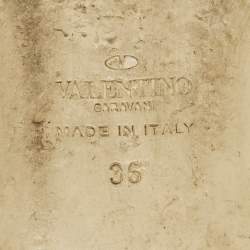 V
VALENTINO
GARAVANI
MADE IN ITALY
36